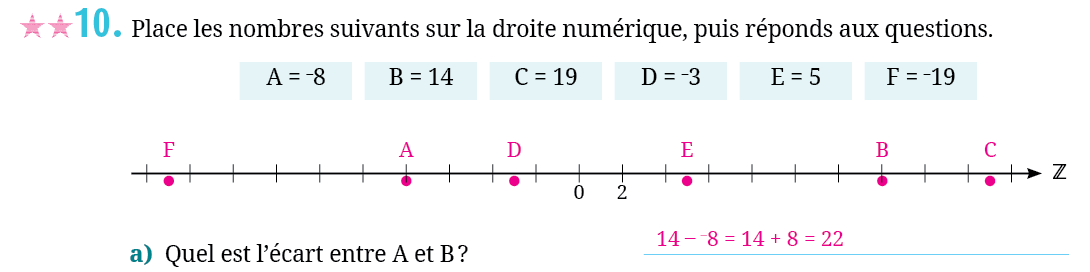 10. Place les nombres suivants sur la droite numérique, puis réponds aux questions.
A = ⁻8 B = 14 C = 19 D = ⁻3 E = 5 F = ⁻19
F A D E B C
ℤ
0 2
14 − ⁻8 = 14 + 8 = 22
a) Quel est l’écart entre A et B ?